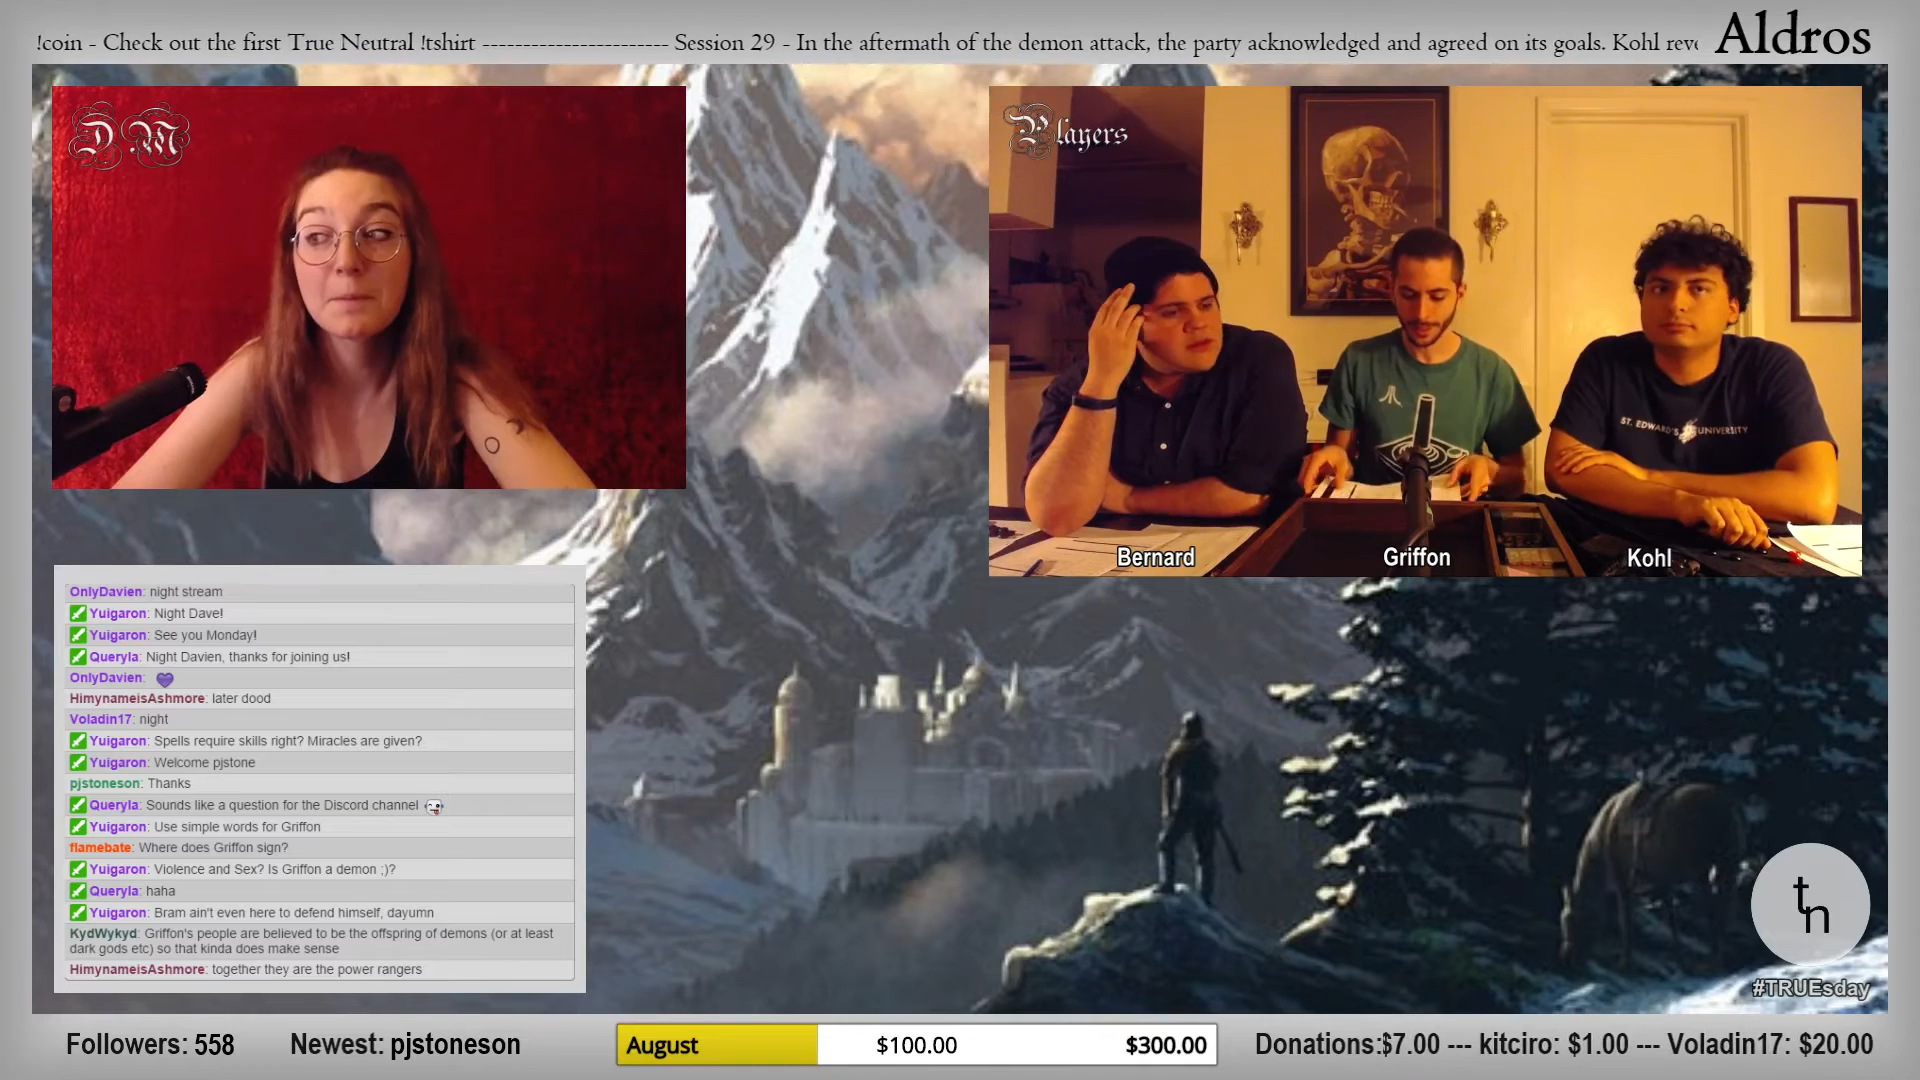 !coin - Check out the first True Neutral !tshirt ----------------------- Session 29 - In the aftermath of the demon attack, the party acknowledged and agreed on its goals. Kohl reve
Aldros
DM
Players
ST. EDWARD'S UNIVERSITY
Bernard
Griffon
Kohl
OnlyDavien: night stream
Yuigaron: Night Dave!
Yuigaron: See you Monday!
Queryla: Night Davien, thanks for joining us!
OnlyDavien:
HimynameisAshmore: later dood
Voladin17: night
Yuigaron: Spells require skills right? Miracles are given?
Yuigaron: Welcome pjstone
pjstoneson: Thanks
Queryla: Sounds like a question for the Discord channel
Yuigaron: Use simple words for Griffon
flamebate: Where does Griffon sign?
Yuigaron: Violence and Sex? Is Griffon a demon ;)?
Queryla: haha
Yuigaron: Bram ain't even here to defend himself, dayumn
KydWykyd: Griffon's people are believed to be the offspring of demons (or at least
dark gods etc) so that kinda does make sense
HimynameisAshmore: together they are the power rangers
tn
#TRUEsday
Followers: 558
Newest: pjstoneson
August
$100.00
$300.00
Donations:$7.00 --- kitciro: $1.00 --- Voladin17: $20.00